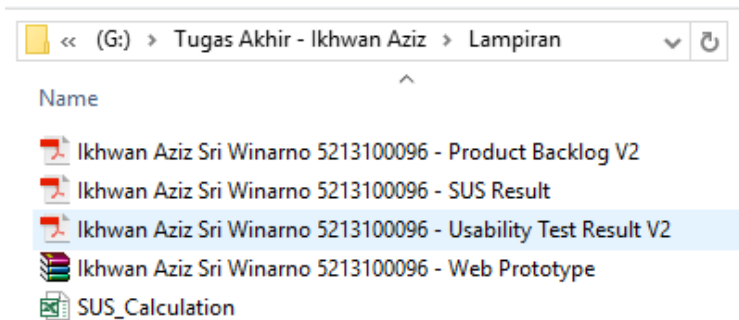 « (G:) > Tugas Akhir - Ikhwan Aziz > Lampiran
Name
Ikhwan Aziz Sri Winarno 5213100096 - Product Backlog V2
Ikhwan Aziz Sri Winarno 5213100096 - SUS Result
Ikhwan Aziz Sri Winarno 5213100096 - Usability Test Result V2
Ikhwan Aziz Sri Winarno 5213100096 - Web Prototype
SUS_Calculation